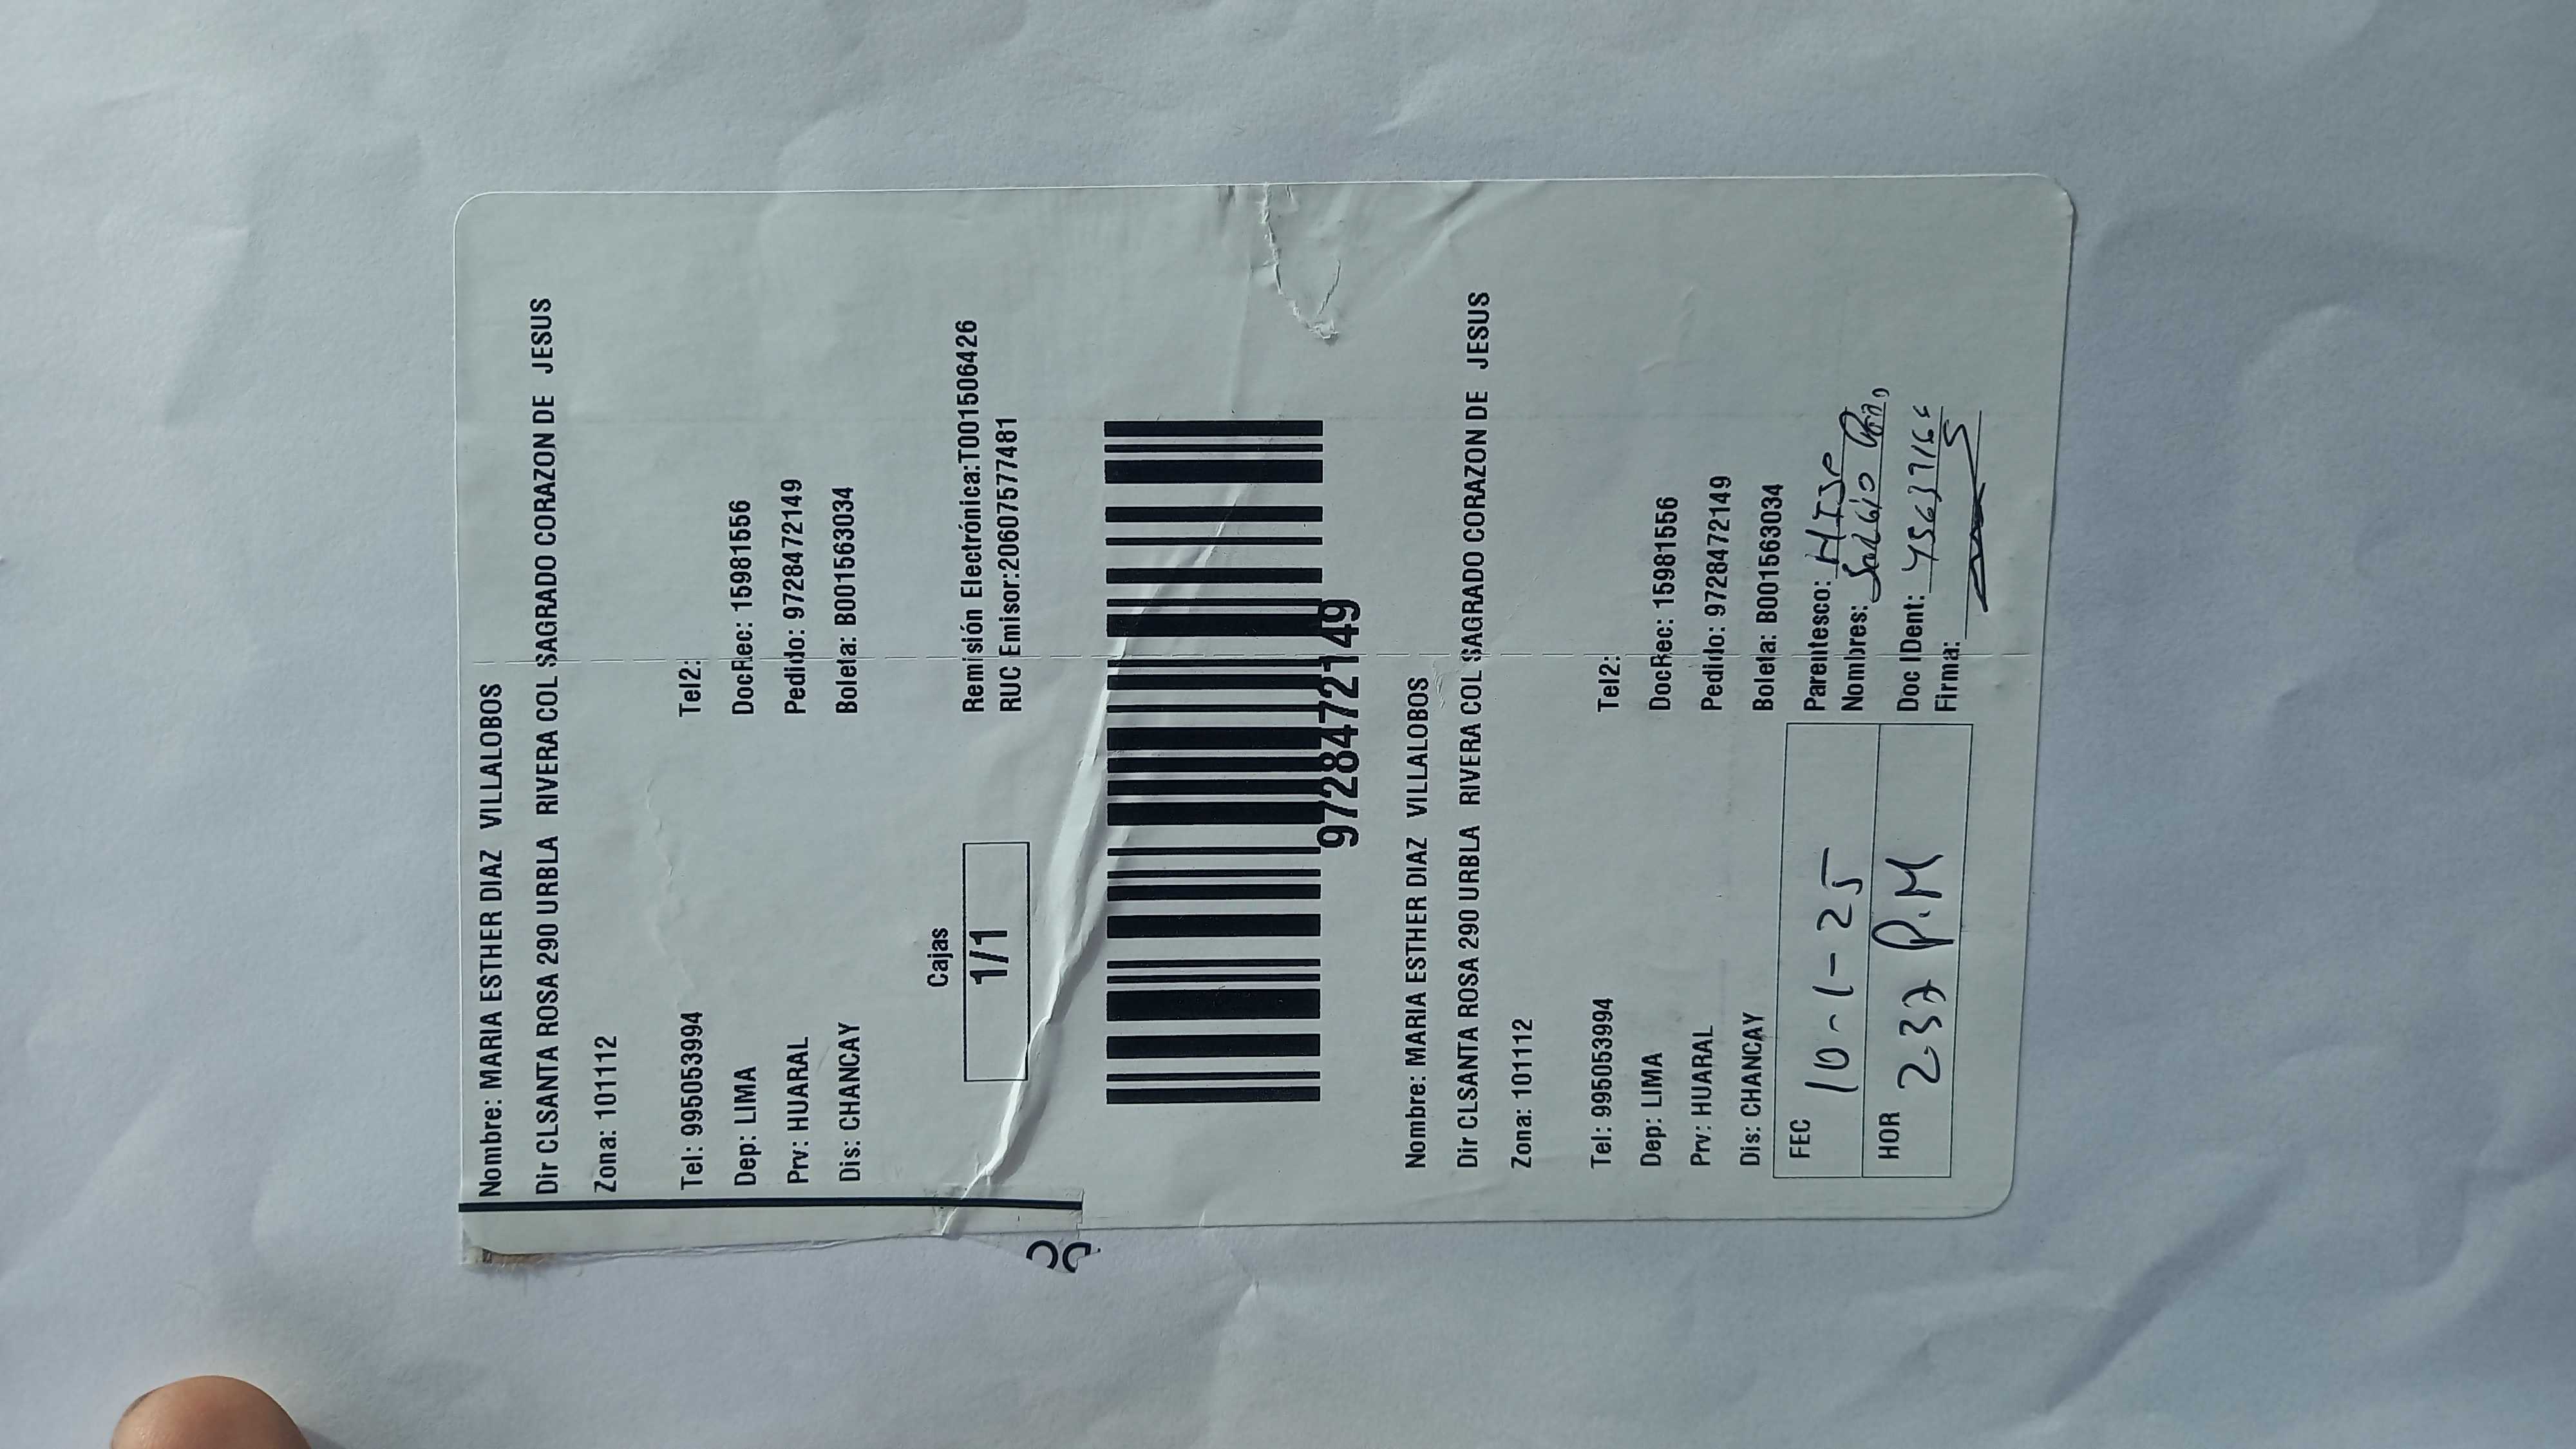 Nombre: MARIA ESTHER DIAZ VILLALOBOS
Dir CLSANTA ROSA 290 URBLA RIVERA COL SAGRADO CORAZON DE JESUS
Zona: 101112
Tel: 995053994 Tel2:
Dep: LIMA DocRec: 15981556
Prv: HUARAL Pedido: 97284472149
Dis: CHANCAY Boleta: B001563034
Cajas
1/1
Remisión Electrónica:T001506426
RUC Emisor:20607577481
97284472149
Nombre: MARIA ESTHER DIAZ VILLALOBOS
Dir CLSANTA ROSA 290 URBLA RIVERA COL SAGRADO CORAZON DE JESUS
Zona: 101112
Tel: 995053994 Tel2:
Dep: LIMA DocRec: 15981556
Prv: HUARAL Pedido: 97284472149
Dis: CHANCAY Boleta: B001563034
FEC 10-1-25 Parentesco: HIJO
Nombres:
HOR 2:37 P.M Doc IDent:
Firma: